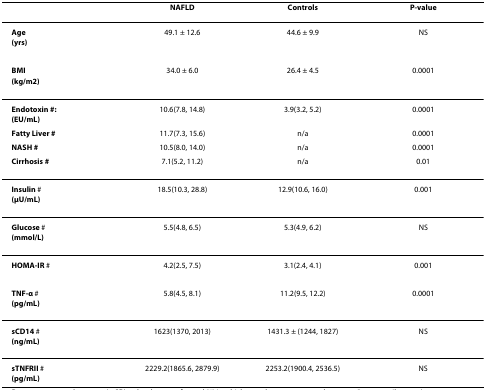 NAFLD Controls P-value
Age 49.1 ± 12.6 44.6 ± 9.9 NS
(yrs)
BMI 34.0 ± 6.0 26.4 ± 4.5 0.0001
(kg/m2)
Endotoxin #: 10.6(7.8, 14.8) 3.9(3.2, 5.2) 0.0001
(EU/mL)
Fatty Liver # 11.7(7.3, 15.6) n/a 0.0001
NASH # 10.5(8.0, 14.0) n/a 0.0001
Cirrhosis # 7.1(5.2, 11.2) n/a 0.01
Insulin # 18.5(10.3, 28.8) 12.9(10.6, 16.0) 0.001
(μU/mL)
Glucose # 5.5(4.8, 6.5) 5.3(4.9, 6.2) NS
(mmol/L)
HOMA-IR # 4.2(2.5, 7.5) 3.1(2.4, 4.1) 0.001
TNF-α # 5.8(4.5, 8.1) 11.2(9.5, 12.2) 0.0001
(pg/mL)
sCD14 # 1623(1370, 2013) 1431.3 ± (1244, 1827) NS
(ng/mL)
sTNFRII # 2229.2(1865.6, 2879.9) 2253.2(1900.4, 2536.5) NS
(pg/mL)